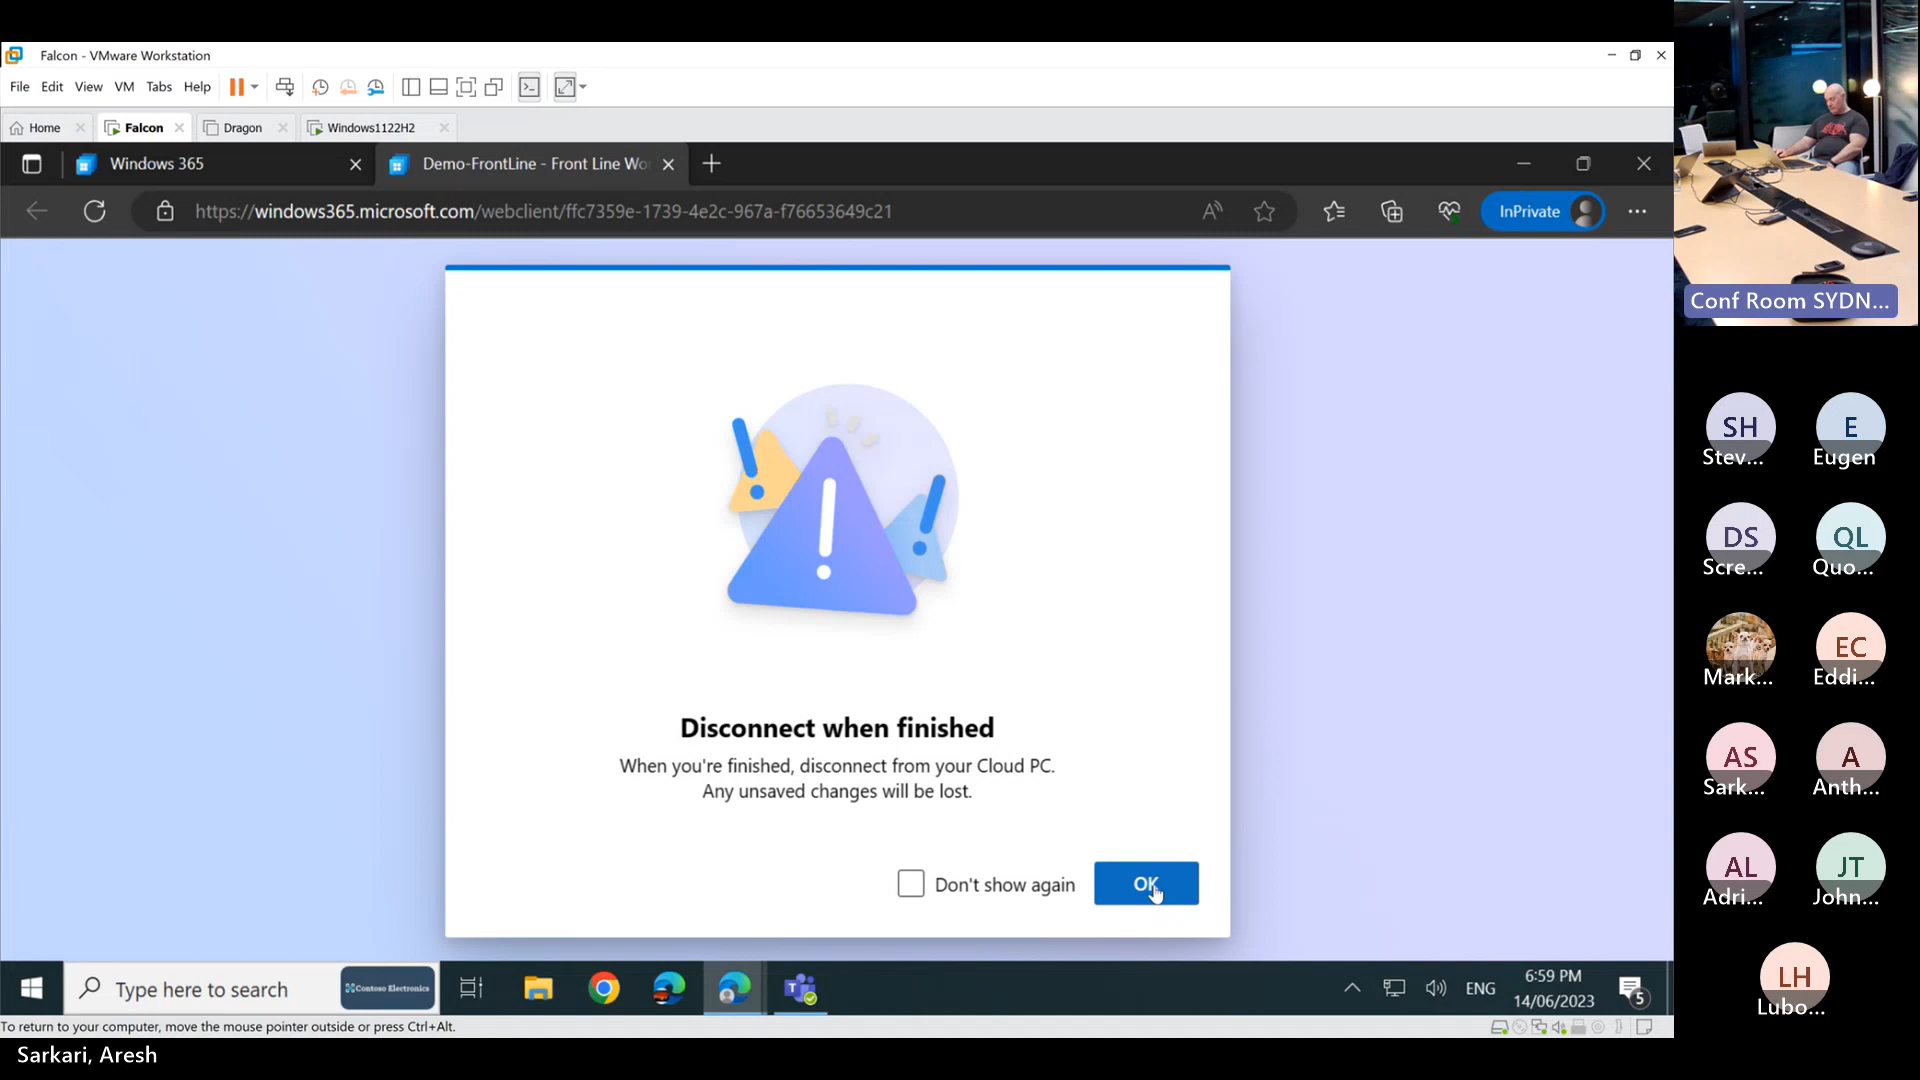 Falcon - VMware Workstation
File Edit View VM Tabs Help
Home Falcon Dragon Windows1122H2
Windows 365
Demo-FrontLine - Front Line Wo
https://windows365.microsoft.com/webclient/ffc7359e-1739-4e2c-967a-f76653649c21
InPrivate
Disconnect when finished
When you're finished, disconnect from your Cloud PC.
Any unsaved changes will be lost.
Don't show again
OK
Type here to search
Contoso Electronics
ENG
6:59 PM
14/06/2023
5
To return to your computer, move the mouse pointer outside or press Ctrl+Alt.
Sarkari, Aresh
Conf Room SYDN...
SH
Stev...
E
Eugen
DS
Scre...
QL
Quo...
Mark...
EC
Eddi...
AS
Sark...
A
Anth...
AL
Adri...
JT
John...
LH
Lubo...